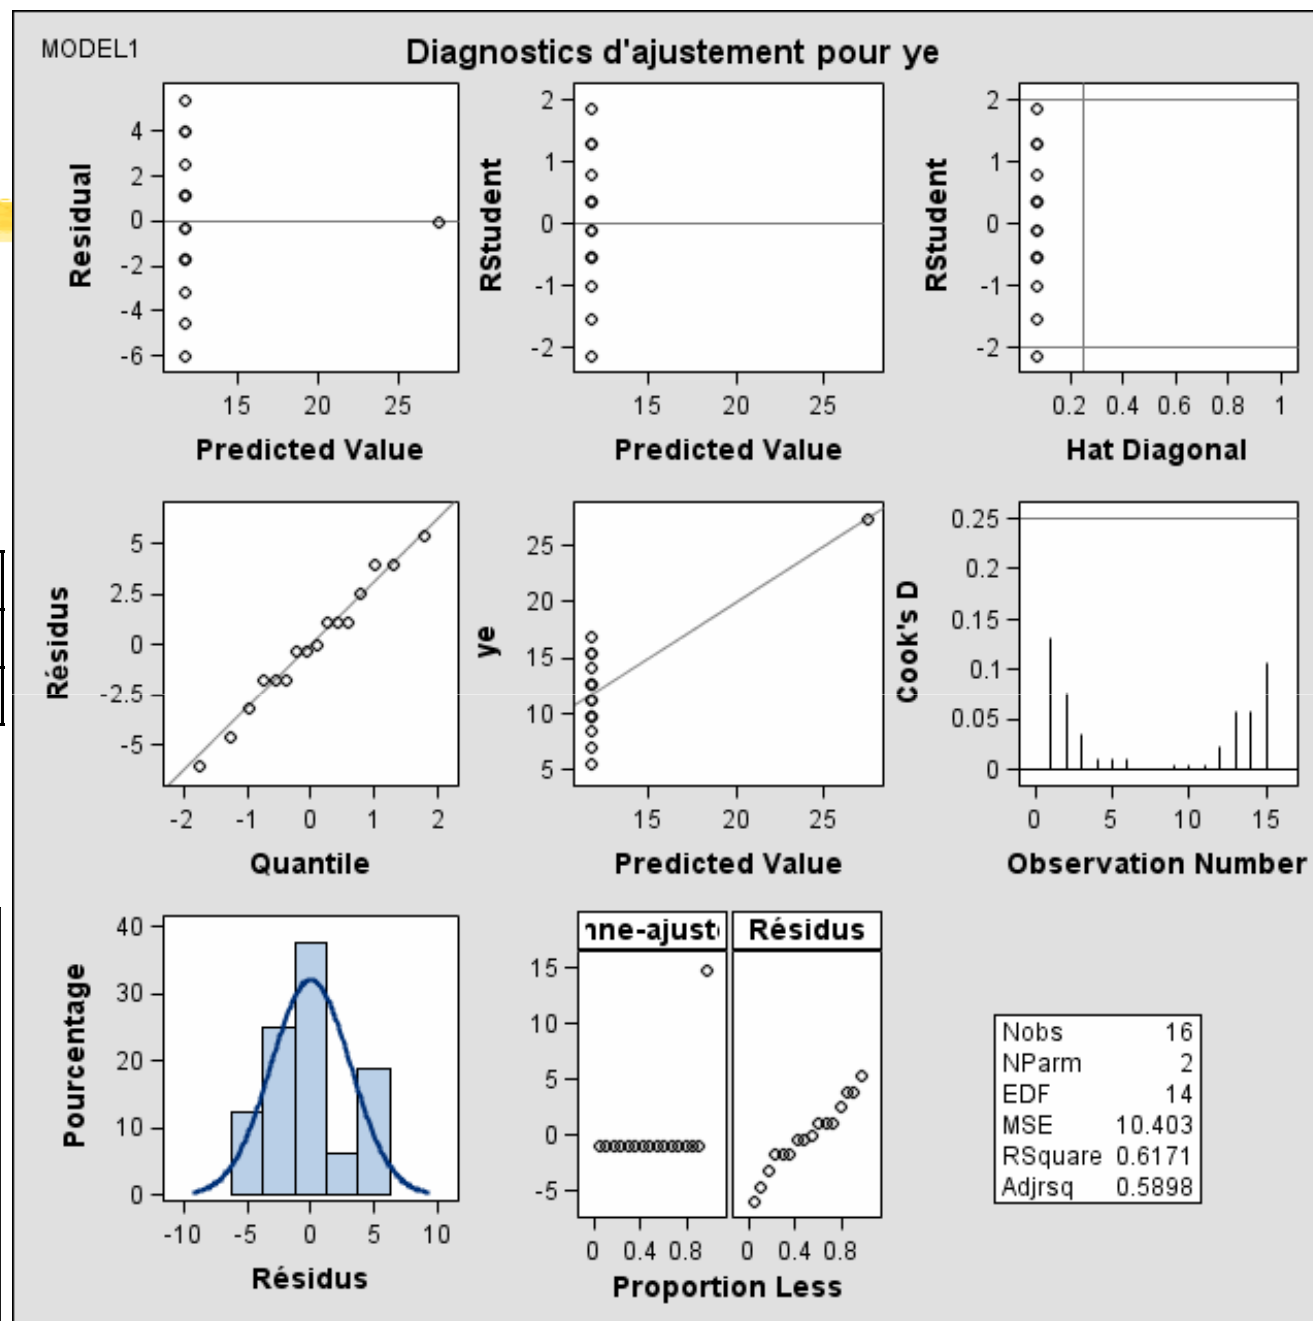 MODEL1
Diagnostics d'ajustement pour ye
Residual
4
2
0
-2
-4
-6
15 20 25
Predicted Value
RStudent
2
1
0
-1
-2
15 20 25
Predicted Value
RStudent
2
1
0
-1
-2
0.2 0.4 0.6 0.8 1
Hat Diagonal
Résidus
5
2.5
0
-2.5
-5
-2 -1 0 1 2
Quantile
ye
25
20
15
10
5
15 20 25
Predicted Value
Cook's D
0.25
0.2
0.15
0.1
0.05
0
0 5 10 15
Observation Number
Pourcentage
40
30
20
10
0
-10 -5 0 5 10
Résidus
nne-ajust
Résidus
15
10
5
0
-5
0 0.4 0.8
0 0.4 0.8
Proportion Less
Nobs 16
NParm 2
EDF 14
MSE 10.403
RSquare 0.6171
Adjrsq 0.5898